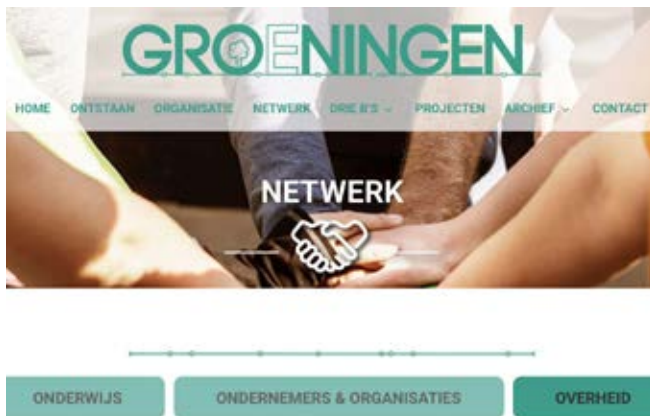 GROENINGEN
HOME ONTSTAAN ORGANISATIE NETWERK DRIE B'S PROJECTEN ARCHIEF CONTACT
NETWERK
ONDERWIJS ONDERNEMERS & ORGANISATIES OVERHEID